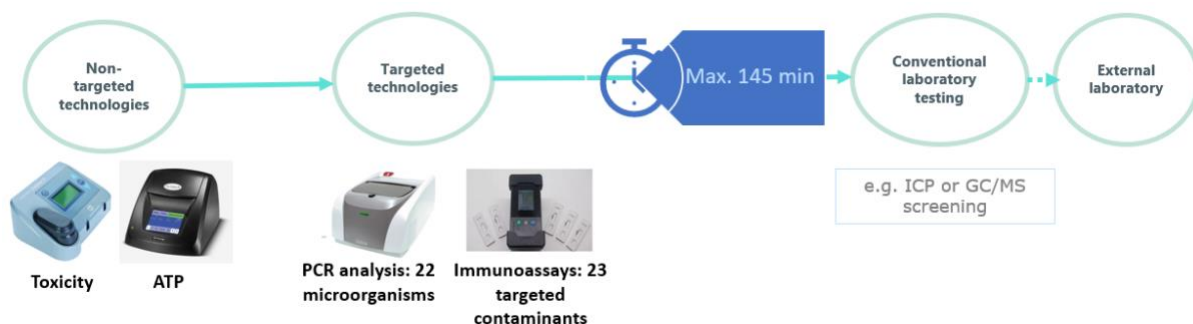 Non-
targeted
technologies
Targeted
technologies
Max. 145 min
Conventional
laboratory
testing
External
laboratory
e.g. ICP or GC/MS
screening
Toxicity
ATP
PCR analysis: 22
microorganisms
Immunoassays: 23
targeted
contaminants